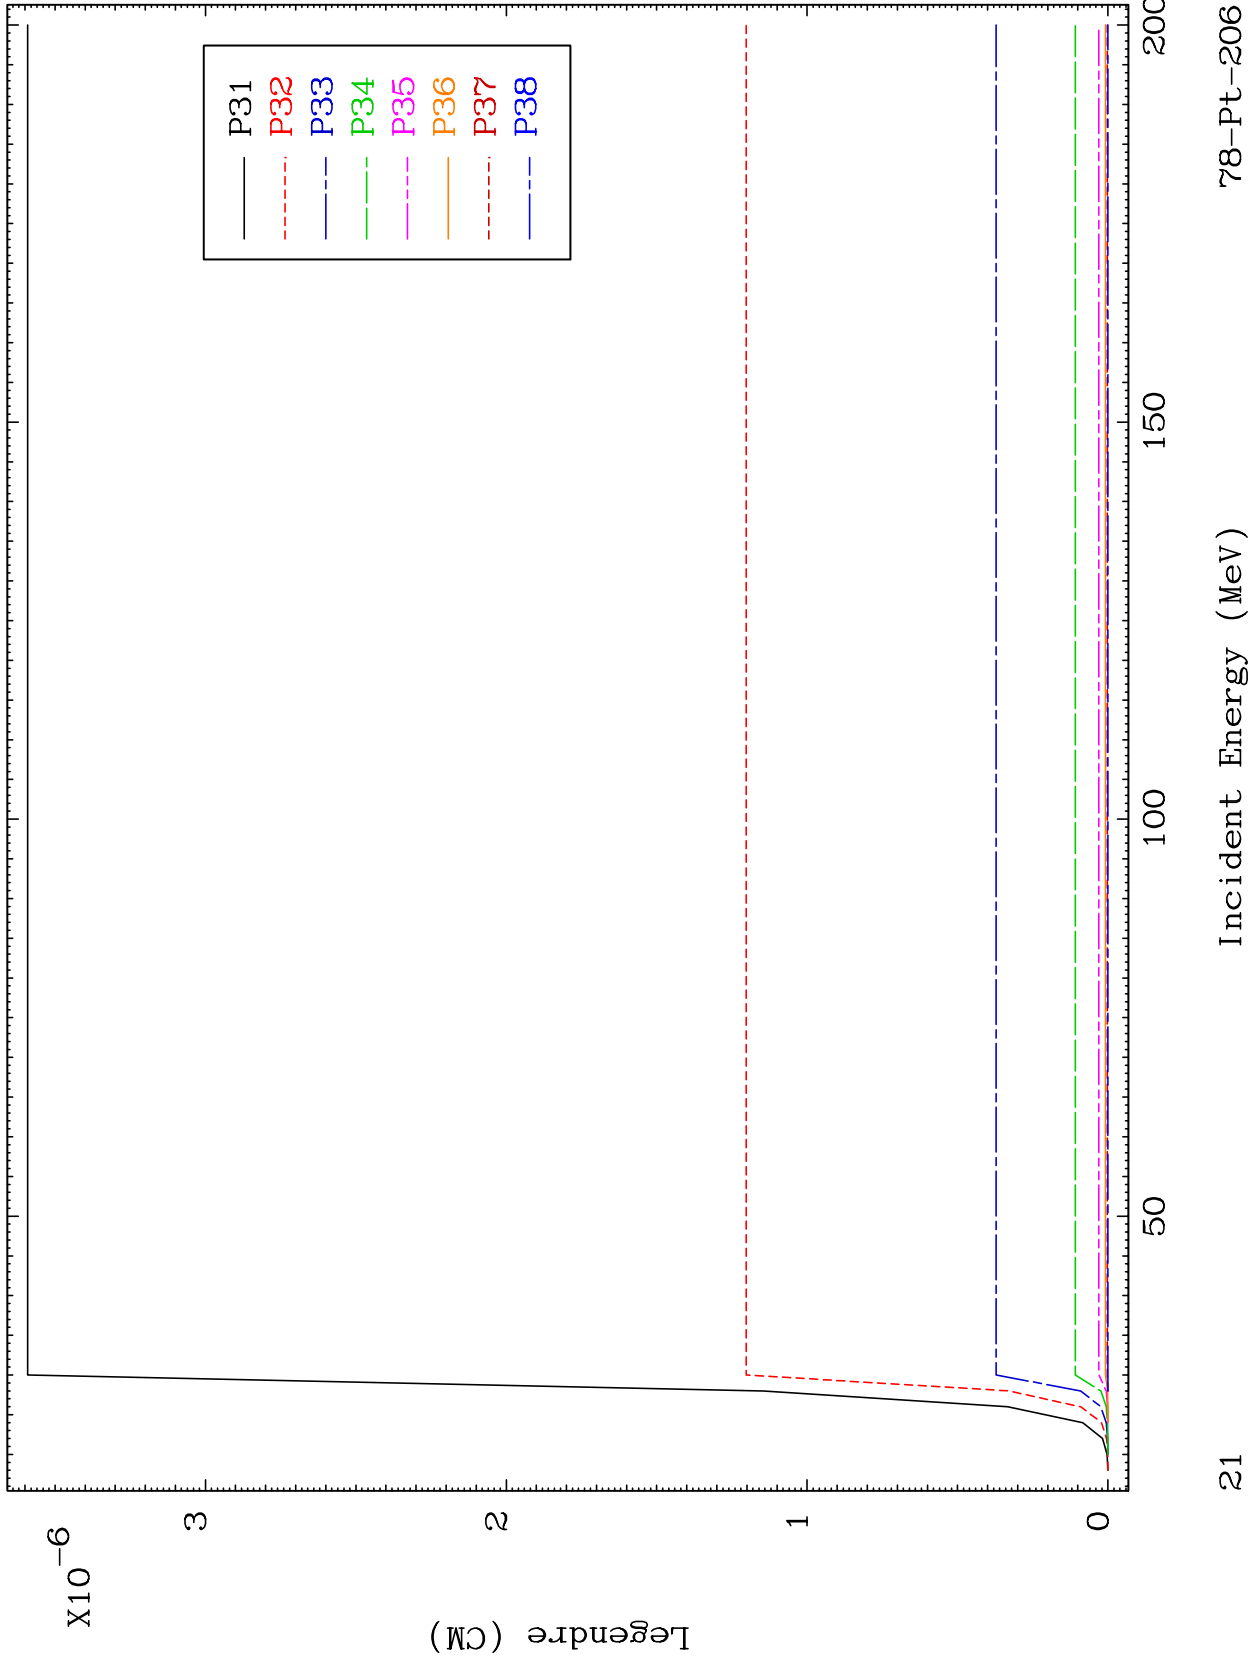 X10-6
Legendre (CM)
3
2
1
0
P31
P32
P33
P34
P35
P36
P37
P38
50
100
150
200
Incident Energy (MeV)
21
78-Pt-206